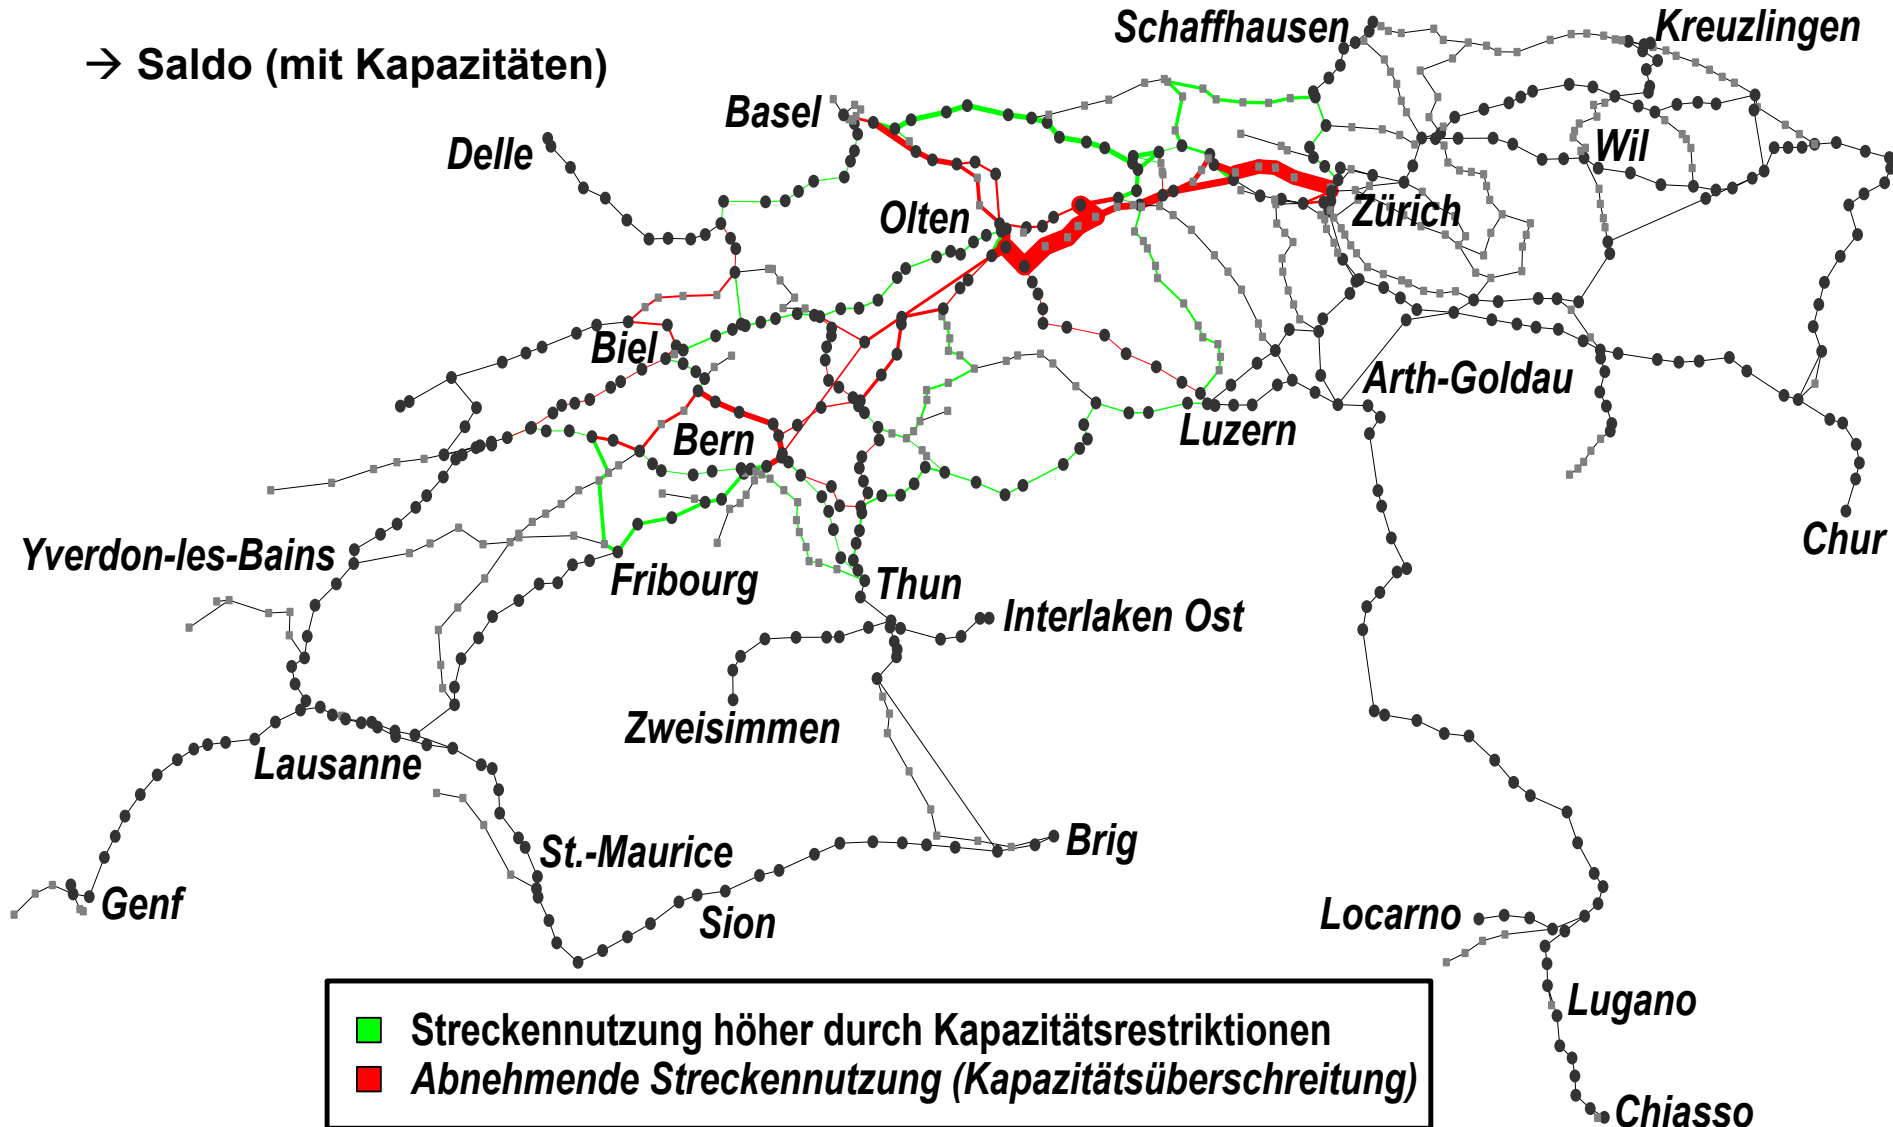 Schaffhausen
Kreuzlingen
→ Saldo (mit Kapazitäten)
Basel
Delle
Wil
Olten
Zürich
Biel
Arth-Goldau
Bern
Luzern
Yverdon-les-Bains
Chur
Fribourg
Thun
Interlaken Ost
Zweisimmen
Lausanne
St.-Maurice
Brig
Genf
Sion
Locarno
Lugano
Streckennutzung höher durch Kapazitätsrestriktionen
Abnehmende Streckennutzung (Kapazitätsüberschreitung)
Chiasso